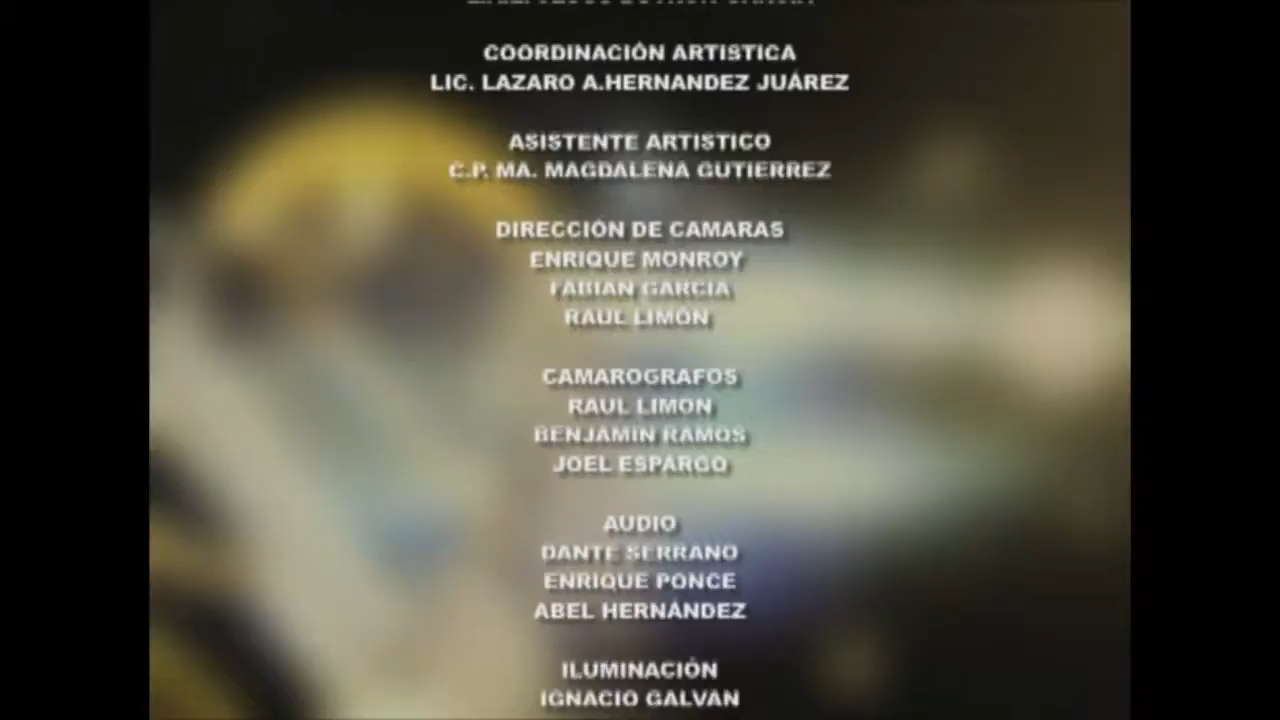 COORDINACIÓN ARTISTICA
LIC. LAZARO A.HERNANDEZ JUÁREZ
ASISTENTE ARTISTICO
C.P. MA. MAGDALENA GUTIERREZ
DIRECCIÓN DE CAMARAS
ENRIQUE MONROY
FABIAN GARCIA
RAUL LIMÓN
CAMAROGRAFOS
RAUL LIMON
BENJAMIN RAMOS
JOEL ESPARGO
AUDIO
DANTE SERRANO
ENRIQUE PONCE
ABEL HERNÁNDEZ
ILUMINACIÓN
IGNACIO GALVAN